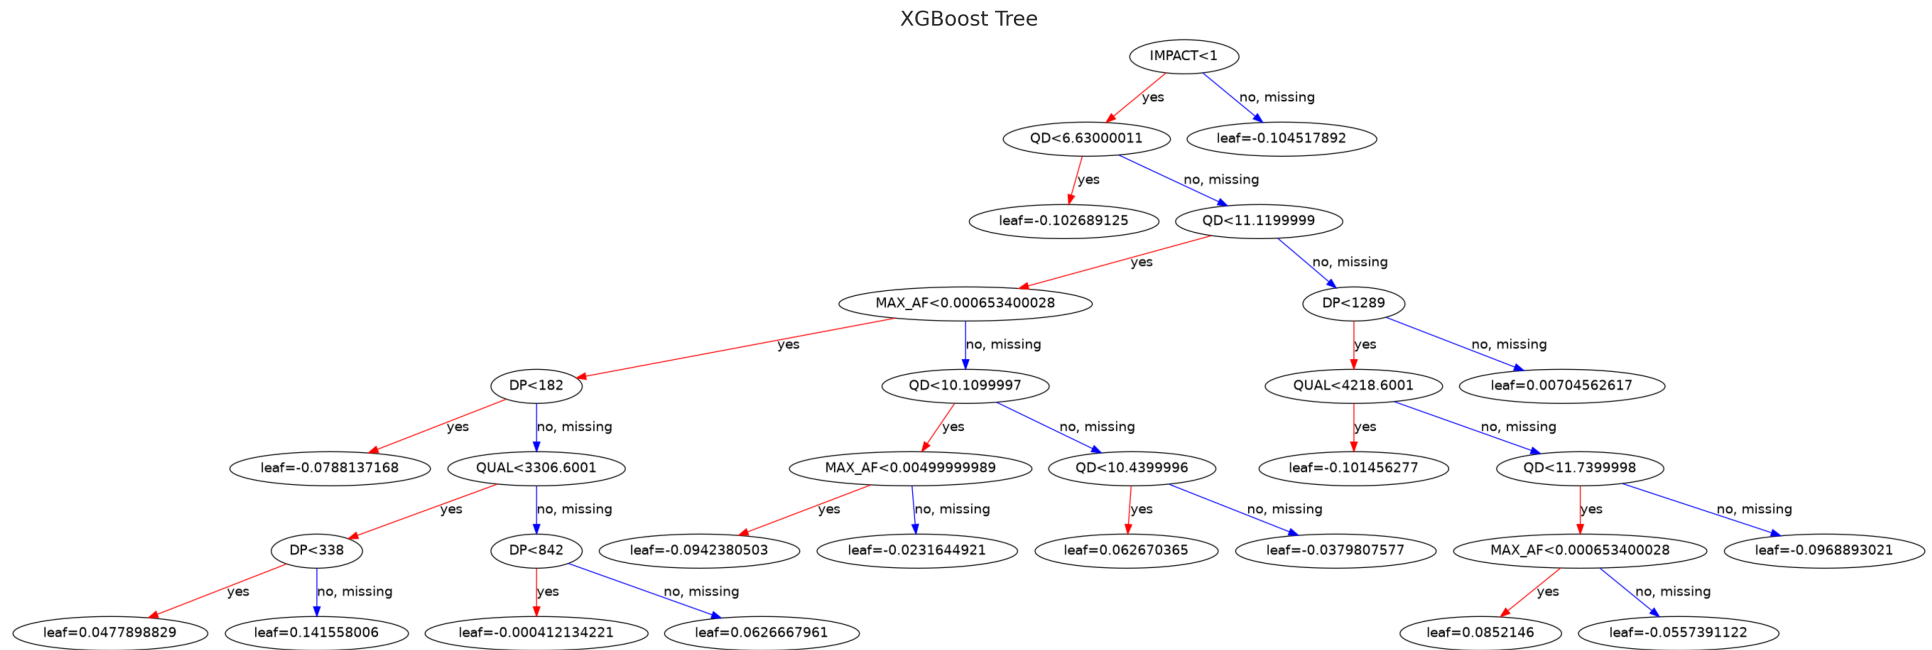 XGBoost Tree
IMPACT<1
yes
no, missing
QD<6.63000011
leaf=-0.104517892
yes
no, missing
leaf=-0.102689125
QD<11.1199999
yes
no, missing
MAX_AF<0.000653400028
DP<1289
yes
no, missing
yes
no, missing
DP<182
QD<10.1099997
QUAL<4218.6001
leaf=0.00704562617
yes
no, missing
yes
no, missing
yes
no, missing
leaf=-0.0788137168
QUAL<3306.6001
MAX_AF<0.00499999989
QD<10.4399996
leaf=-0.101456277
QD<11.7399998
yes
no, missing
yes
no, missing
yes
no, missing
yes
no, missing
DP<338
DP<842
leaf=-0.0942380503
leaf=-0.0231644921
leaf=0.062670365
leaf=-0.0379807577
MAX_AF<0.000653400028
leaf=-0.0968893021
yes
no, missing
yes
no, missing
yes
no, missing
leaf=0.0477898829
leaf=0.141558006
leaf=-0.000412134221
leaf=0.0626667961
leaf=0.0852146
leaf=-0.0557391122